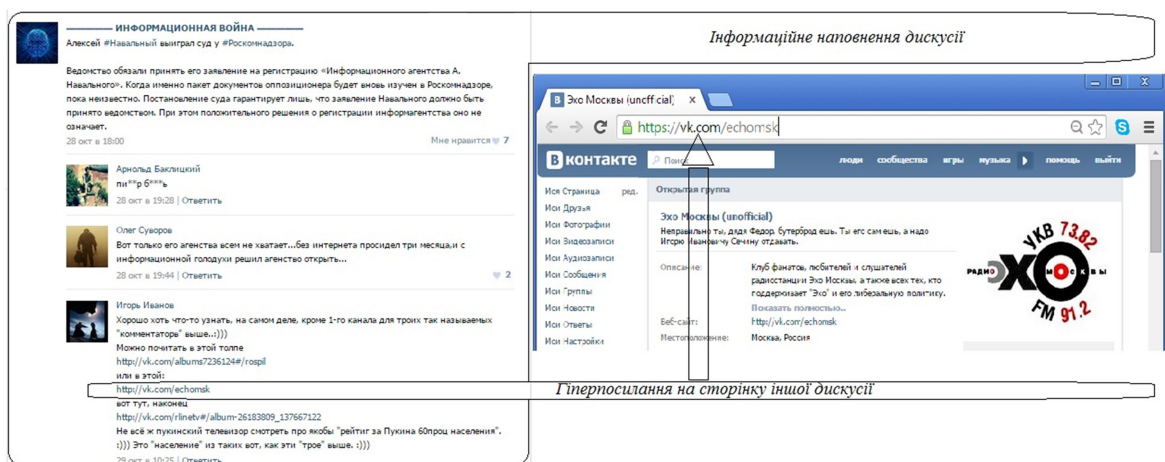 ИНФОРМАЦИОННАЯ ВОЙНА
Алексей #Навальный выиграл суд у #Роскомнадзора.
Ведомство обязали принять его заявление на регистрацию «Информационного агентства А.
Навального». Когда именно пакет документов оппозиционера будет вновь изучен в Роскомнадзоре,
пока неизвестно. Постановление суда гарантирует лишь, что заявление Навального должно быть
принято ведомством. При этом положительного решения о регистрации информагентства оно не
означает.
28 окт в 18:00
Мне нравится 7
Арнольд Баклицкий
пи**р б***ь
28 окт в 19:28 | Ответить
Олег Суворов
Вот только его агенства всем не хватает...без интернета просидел три месяца,и с
информационной голодухи решил агенство открыть...
28 окт в 19:44 | Ответить
2
Игорь Иванов
Хорошо хоть что-то узнать, на самом деле, кроме 1-го канала для троих так называемых
"комментаторв" выше..:)))
Можно почитать в этой толпе
http://vk.com/albums7236124#/rospil
или в этой:
http://vk.com/echomsk
вот тут, наконец
http://vk.com/rlinetv#/album-26183809_137667122
Не всё ж пукинский телевизор смотреть про якобы "рейтиг за Пукина 60проц населения".
:))) Это "население" из таких вот, как эти "трое" выше. :)))
29 окт в 10:25 | Ответить
Інформаційне наповнення дискусії
Эхо Москвы (unofficial)
https://vk.com/echomsk
В контакте
Поиск
люди сообщества игры музыка помощь выйти
Моя Страница ред.
Мои Друзья
Мои Фотографии
Мои Видеозаписи
Мои Аудиозаписи
Мои Сообщения
Мои Группы
Мои Новости
Мои Ответы
Мои Настройки
Открытая группа
Эхо Москвы (unofficial)
Неправильно ты, дядя Федор, бутерброд ешь. Ты его сам ешь, а надо
Игорю Ивановичу Сечину отдавать.
Описание:
Клуб фанатов, любителей и слушателей
радиостанции Эхо Москвы, а также всех тех, кто
поддерживает "Эхо" и его либеральную политику.
Показать полностью..
Веб-сайт:
http://vk.com/echomsk
Местоположение:
Москва, Россия
УКВ 73.82
РАДИО ЭХО МОСКВЫ
FM 91.2
Гіперпосилання на сторінку іншої дискусії